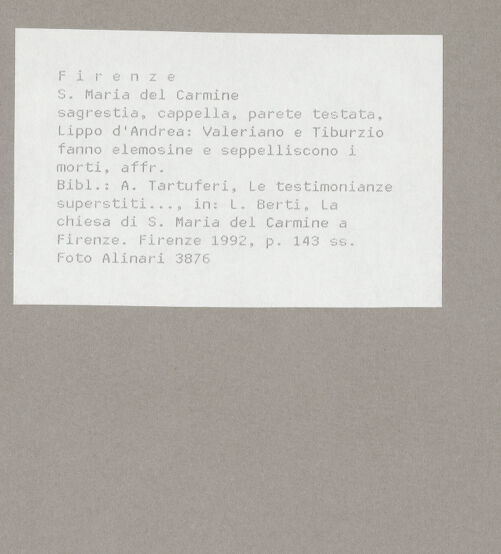 F i r e n z e
S. Maria del Carmine
sagrestia, cappella, parete testata,
Lippo d'Andrea: Valeriano e Tiburzio
fanno elemosine e seppelliscono i
morti, affr.
Bibl.: A. Tartuferi, Le testimonianze
superstiti..., in: L. Berti, La
chiesa di S. Maria del Carmine a
Firenze. Firenze 1992, p. 143 ss.
Foto Alinari 3876